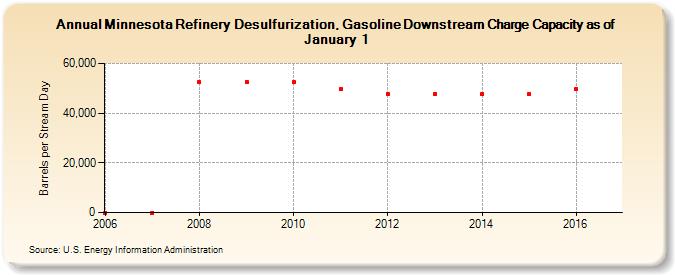 Annual Minnesota Refinery Desulfurization, Gasoline Downstream Charge Capacity as of
January 1
Barrels per Stream Day
60,000
40,000
20,000
0
2006 2008 2010 2012 2014 2016
Source: U.S. Energy Information Administration